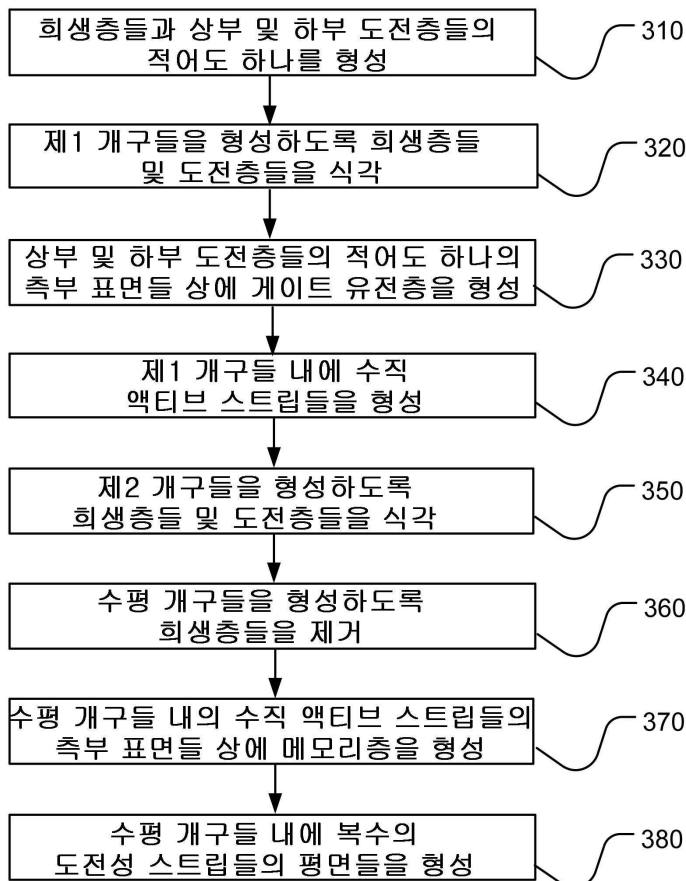 희생층들과 상부 및 하부 도전층들의
적어도 하나를 형성
310
제1 개구들을 형성하도록 희생층들
및 도전층들을 식각
320
상부 및 하부 도전층들의 적어도 하나의
측부 표면들 상에 게이트 유전층을 형성
330
제1 개구들 내에 수직
액티브 스트립들을 형성
340
제2 개구들을 형성하도록
희생층들 및 도전층들을 식각
350
수평 개구들을 형성하도록
희생층들을 제거
360
수평 개구들 내의 수직 액티브 스트립들의
측부 표면들 상에 메모리층을 형성
370
수평 개구들 내에 복수의
도전성 스트립들의 평면들을 형성
380